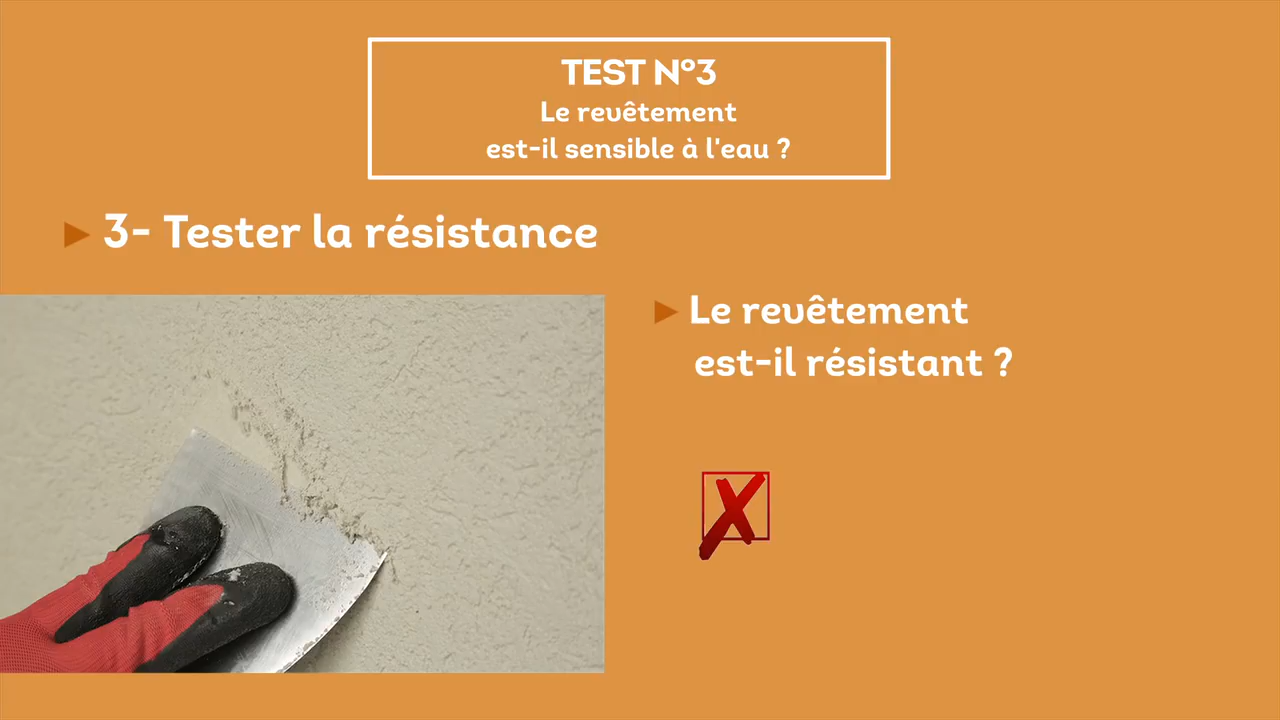 TEST N°3
Le revêtement
est-il sensible à l'eau ?
3- Tester la résistance
Le revêtement
est-il résistant ?